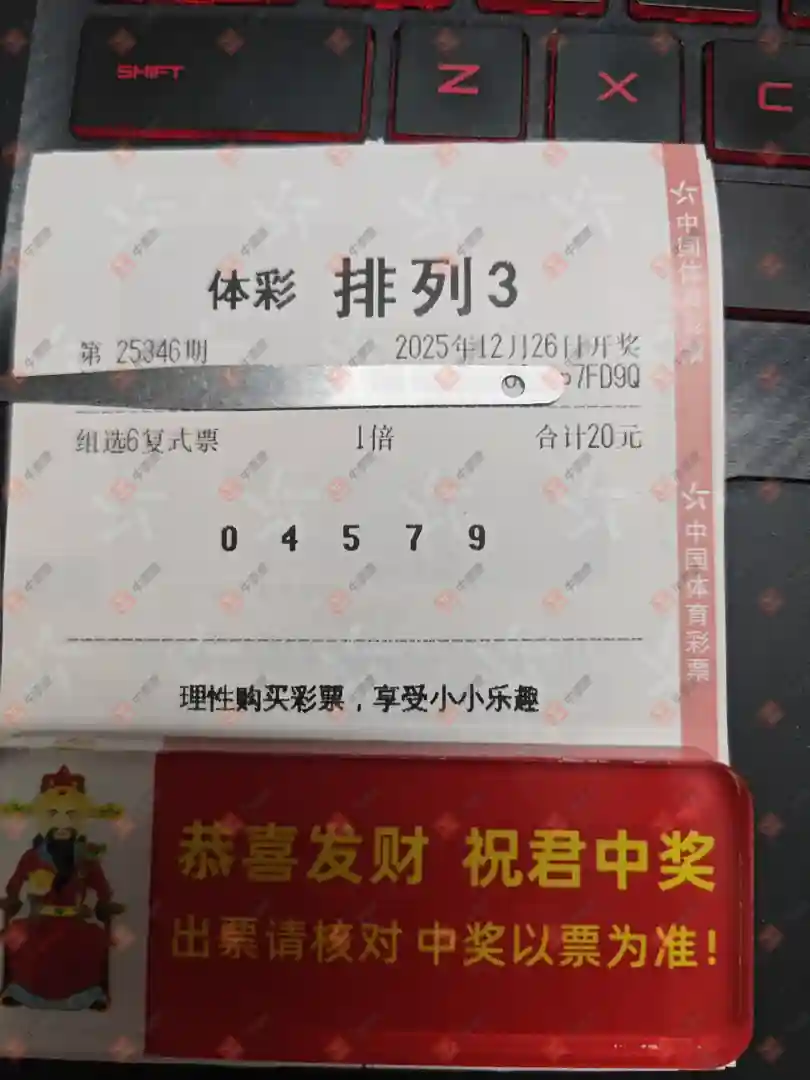 SHIFT Z X C
体彩 排列3
第 25346期 2025年12月26日开奖
7FD9Q
组选6复式票 1倍 合计20元
0 4 5 7 9
理性购买彩票，享受小小乐趣
中国体育彩票
恭喜发财 祝君中奖
出票请核对 中奖以票为准！